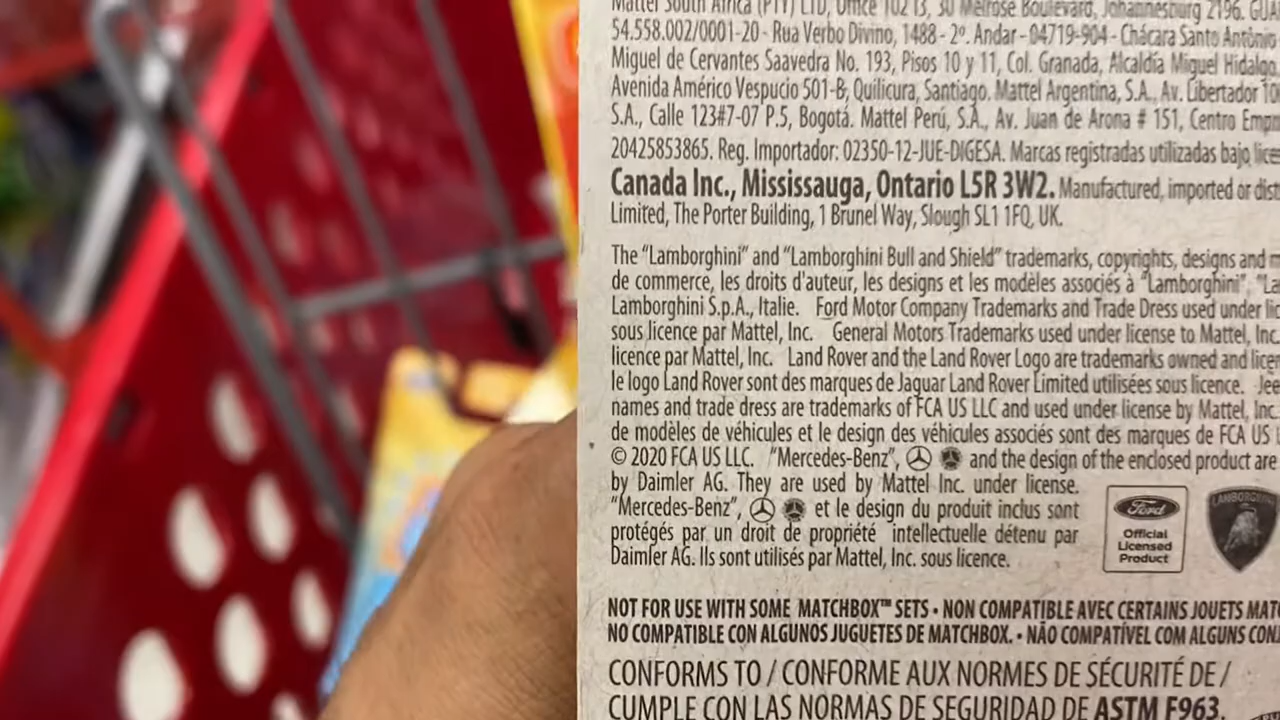 Mattel South Africa (PTY) LTD, Office 102 I3, 30 Melrose Boulevard, Johannesburg 2196.
54.558.002/0001-20 - Rua Verbo Divino, 1488 - 2º. Andar - 04719-904 - Chácara Santo Antônio
Miguel de Cervantes Saavedra No. 193, Pisos 10 y 11, Col. Granada, Alcaldía Miguel Hidalgo
Avenida Américo Vespucio 501-B, Quilicura, Santiago. Mattel Argentina, S.A., Av. Libertador
S.A., Calle 123#7-07 P.5, Bogotá. Mattel Perú, S.A., Av. Juan de Arona # 151, Centro
20425853865. Reg. Importador: 02350-12-JUE-DIGESA. Marcas registradas utilizadas bajo
Canada Inc., Mississauga, Ontario L5R 3W2. Manufactured, imported or
Limited, The Porter Building, 1 Brunel Way, Slough SL1 1FQ, UK.
The “Lamborghini” and “Lamborghini Bull and Shield” trademarks, copyrights, designs and
de commerce, les droits d'auteur, les designs et les modèles associés à “Lamborghini”,
Lamborghini S.p.A., Italie. Ford Motor Company Trademarks and Trade Dress used under
sous licence par Mattel, Inc. General Motors Trademarks used under license to Mattel, Inc.
licence par Mattel, Inc. Land Rover and the Land Rover Logo are trademarks owned and
le logo Land Rover sont des marques de Jaguar Land Rover Limited utilisées sous licence.
names and trade dress are trademarks of FCA US LLC and used under license by Mattel, Inc.
de modèles de véhicules et le design des véhicules associés sont des marques de FCA US
© 2020 FCA US LLC. “Mercedes-Benz”, and the design of the enclosed product are
by Daimler AG. They are used by Mattel Inc. under license.
“Mercedes-Benz”, et le design du produit inclus sont
protégés par un droit de propriété intellectuelle détenu par
Daimler AG. Ils sont utilisés par Mattel, Inc. sous licence.
Ford
Official
Licensed
Product
LAMBORGHINI
NOT FOR USE WITH SOME MATCHBOX™ SETS • NON COMPATIBLE AVEC CERTAINS JOUETS
NO COMPATIBLE CON ALGUNOS JUGUETES DE MATCHBOX. • NÃO COMPATÍVEL COM ALGUNS
CONFORMS TO / CONFORME AUX NORMES DE SÉCURITÉ DE /
CUMPLE CON LAS NORMAS DE SEGURIDAD DE ASTM F963.